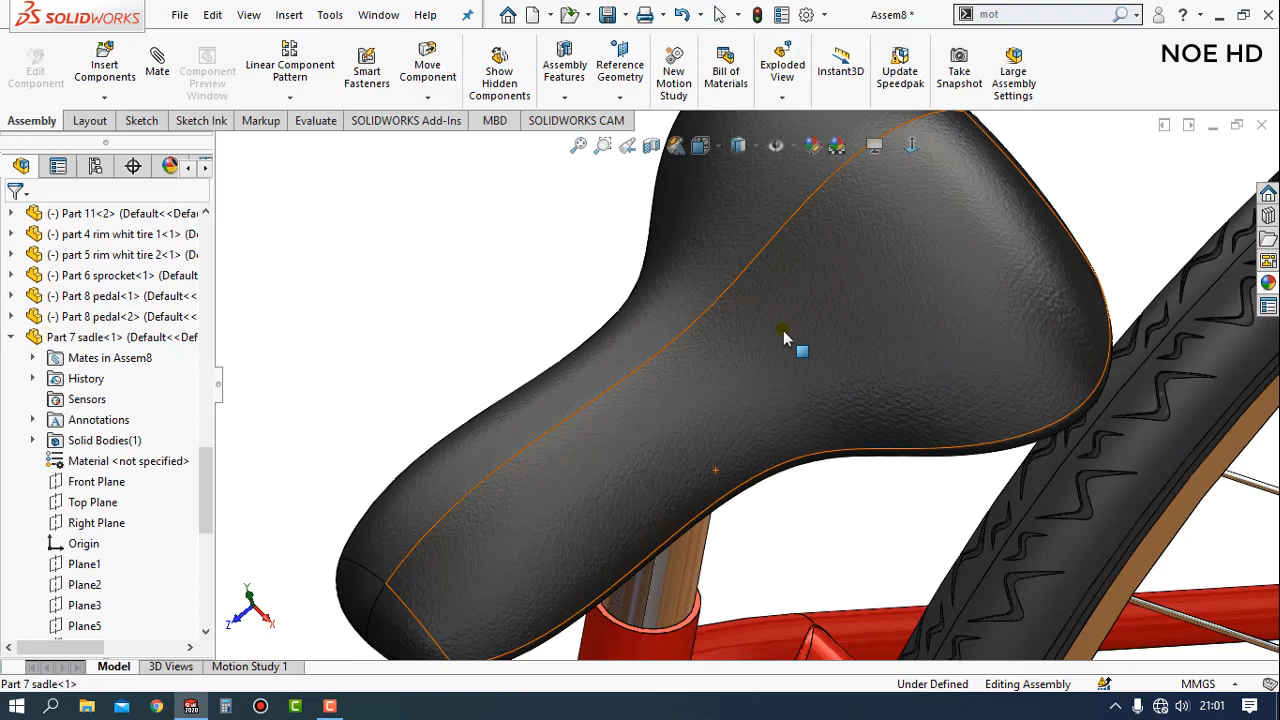 SOLIDWORKS File Edit View Insert Tools Window Help Assem8 * mot
NOE HD
Edit Component
Insert Components
Mate
Component Preview Window
Linear Component Pattern
Smart Fasteners
Move Component
Show Hidden Components
Assembly Features
Reference Geometry
New Motion Study
Bill of Materials
Exploded View
Instant3D
Update Speedpak
Take Snapshot
Large Assembly Settings
Assembly Layout Sketch Sketch Ink Markup Evaluate SOLIDWORKS Add-Ins MBD SOLIDWORKS CAM
(-) Part 11<2> (Default<<Defau
(-) part 4 rim whit tire 1<1> (D
(-) part 5 rim whit tire 2<1> (D
(-) Part 6 sprocket<1> (Default
(-) Part 8 pedal<1> (Default<<
(-) Part 8 pedal<2> (Default<<
Part 7 sadle<1> (Default<<Def
Mates in Assem8
History
Sensors
Annotations
Solid Bodies(1)
Material <not specified>
Front Plane
Top Plane
Right Plane
Origin
Plane1
Plane2
Plane3
Plane5
Y
Z
X
Model 3D Views Motion Study 1
Part 7 sadle<1> Under Defined Editing Assembly MMGS
21:01